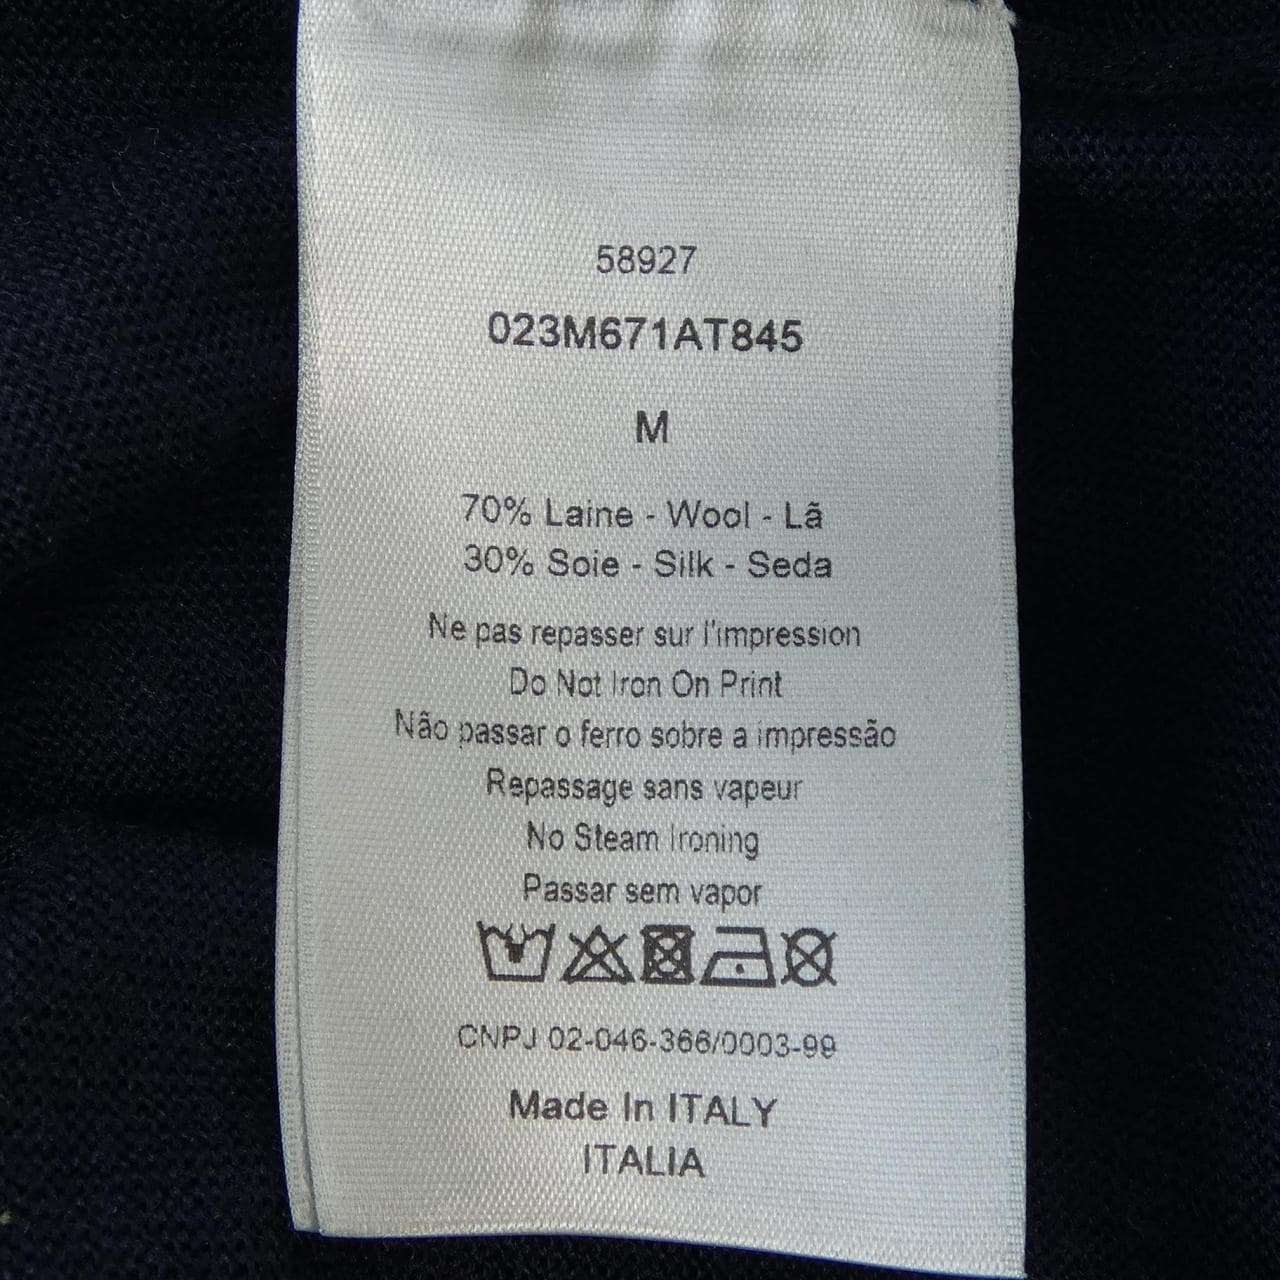 58927
023M671AT845
M
70% Laine - Wool - Lã
30% Soie - Silk - Seda
Ne pas repasser sur l'impression
Do Not Iron On Print
Não passar o ferro sobre a impressão
Repassage sans vapeur
No Steam Ironing
Passar sem vapor
CNPJ 02-046-366/0003-99
Made In ITALY
ITALIA